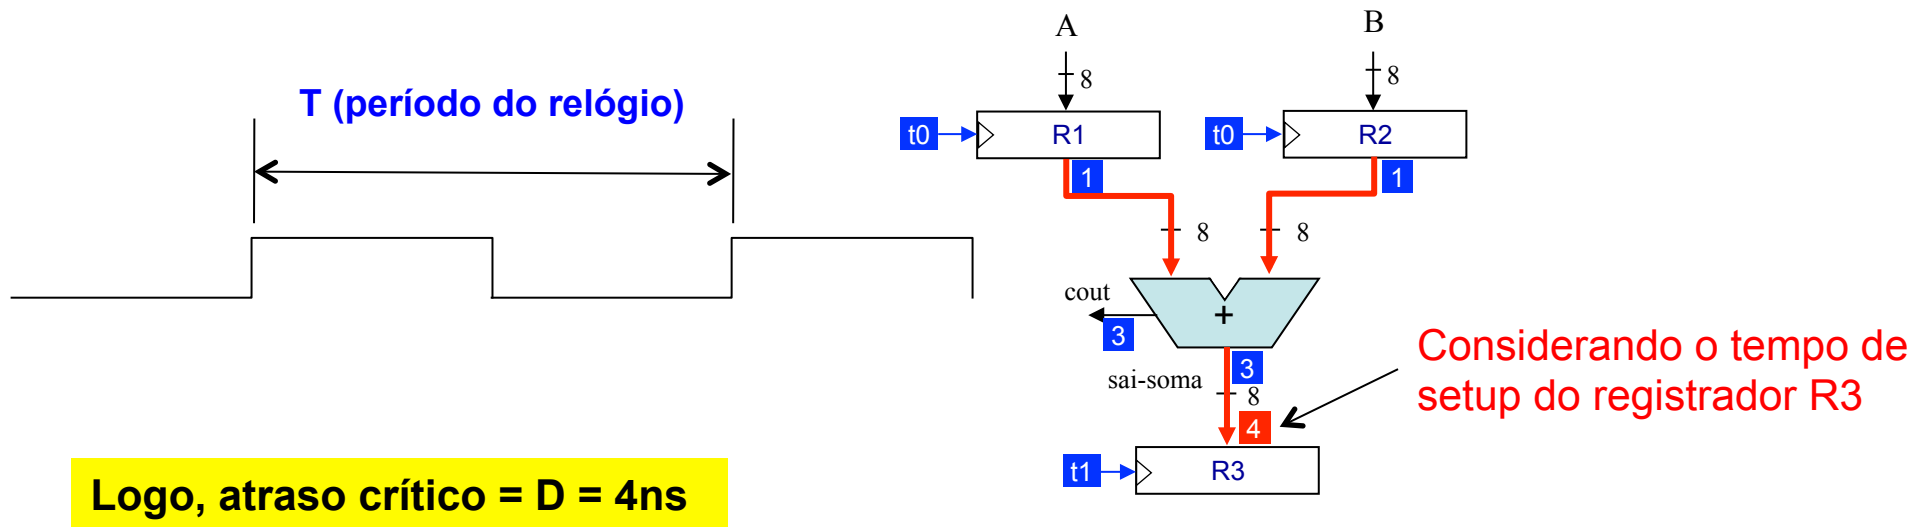 A
B
8
8
T (período do relógio)
t0
R1
t0
R2
1
1
8
8
cout
+
3
3
sai-soma
8
4
Considerando o tempo de
setup do registrador R3
t1
R3
Logo, atraso crítico = D = 4ns